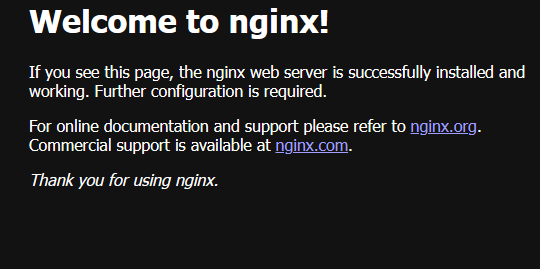 Welcome to nginx!
If you see this page, the nginx web server is successfully installed and
working. Further configuration is required.
For online documentation and support please refer to nginx.org.
Commercial support is available at nginx.com.
Thank you for using nginx.